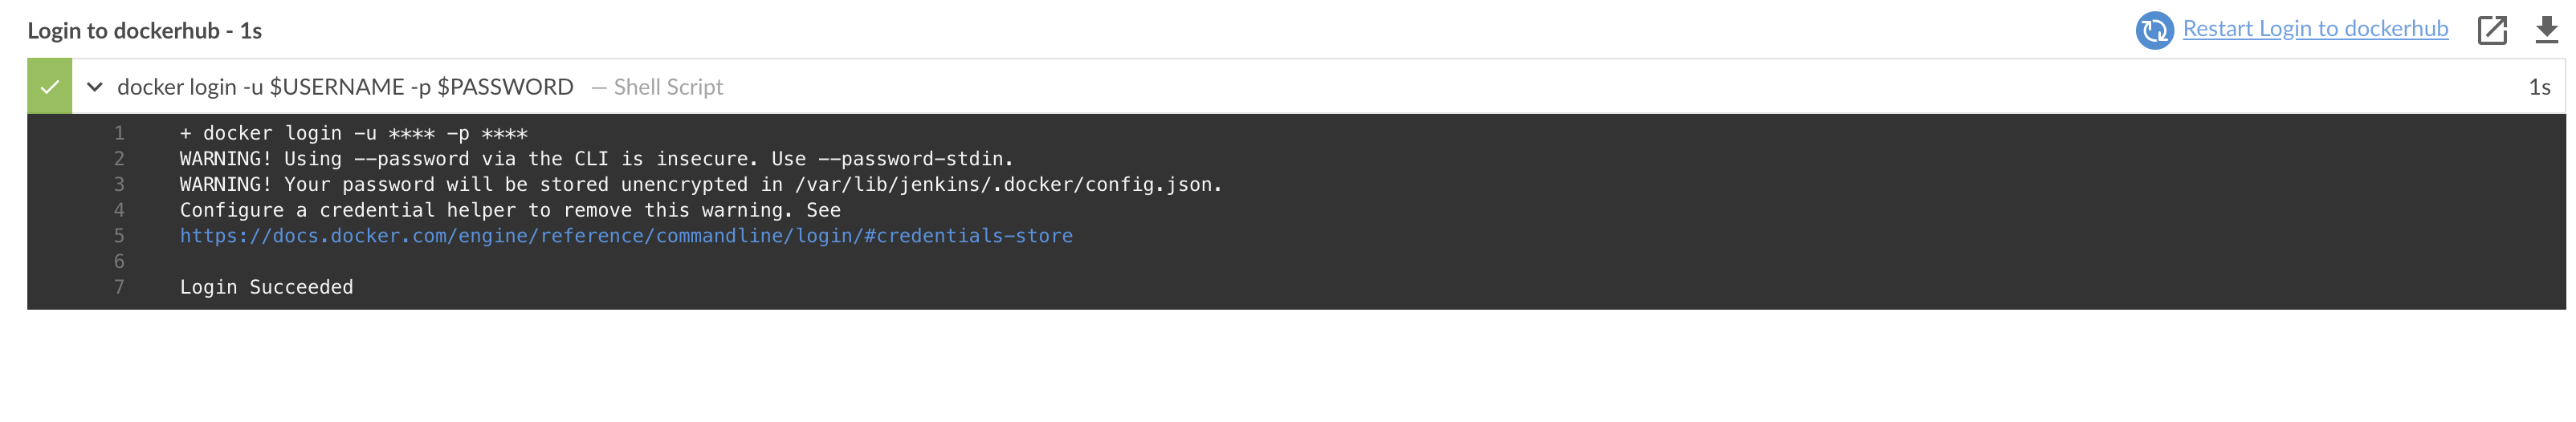 Login to dockerhub - 1s
Restart Login to dockerhub
docker login -u $USERNAME -p $PASSWORD — Shell Script 1s
1 + docker login -u **** -p ****
2 WARNING! Using --password via the CLI is insecure. Use --password-stdin.
3 WARNING! Your password will be stored unencrypted in /var/lib/jenkins/.docker/config.json.
4 Configure a credential helper to remove this warning. See
5 https://docs.docker.com/engine/reference/commandline/login/#credentials-store
6
7 Login Succeeded